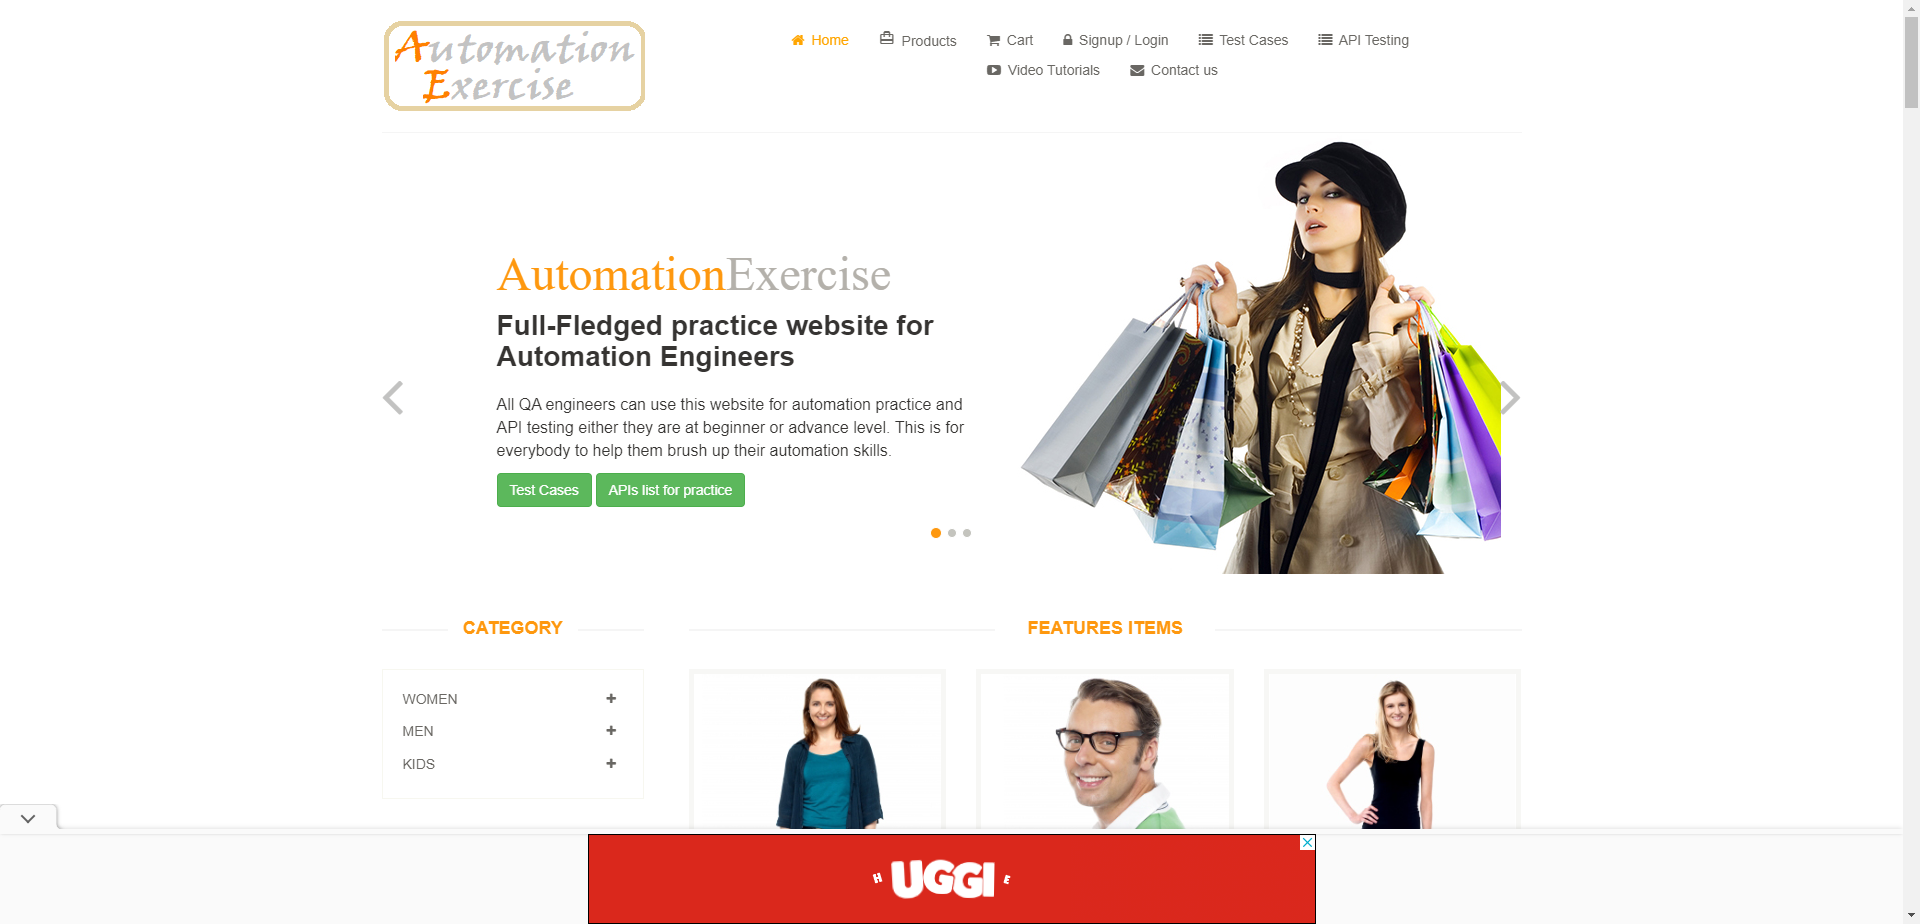 Automation
Exercise
Home
Products
Cart
Signup / Login
Test Cases
API Testing
Video Tutorials
Contact us
AutomationExercise
Full-Fledged practice website for
Automation Engineers
All QA engineers can use this website for automation practice and
API testing either they are at beginner or advance level. This is for
everybody to help them brush up their automation skills.
Test Cases
APIs list for practice
CATEGORY
WOMEN
MEN
KIDS
FEATURES ITEMS
H UGGI E